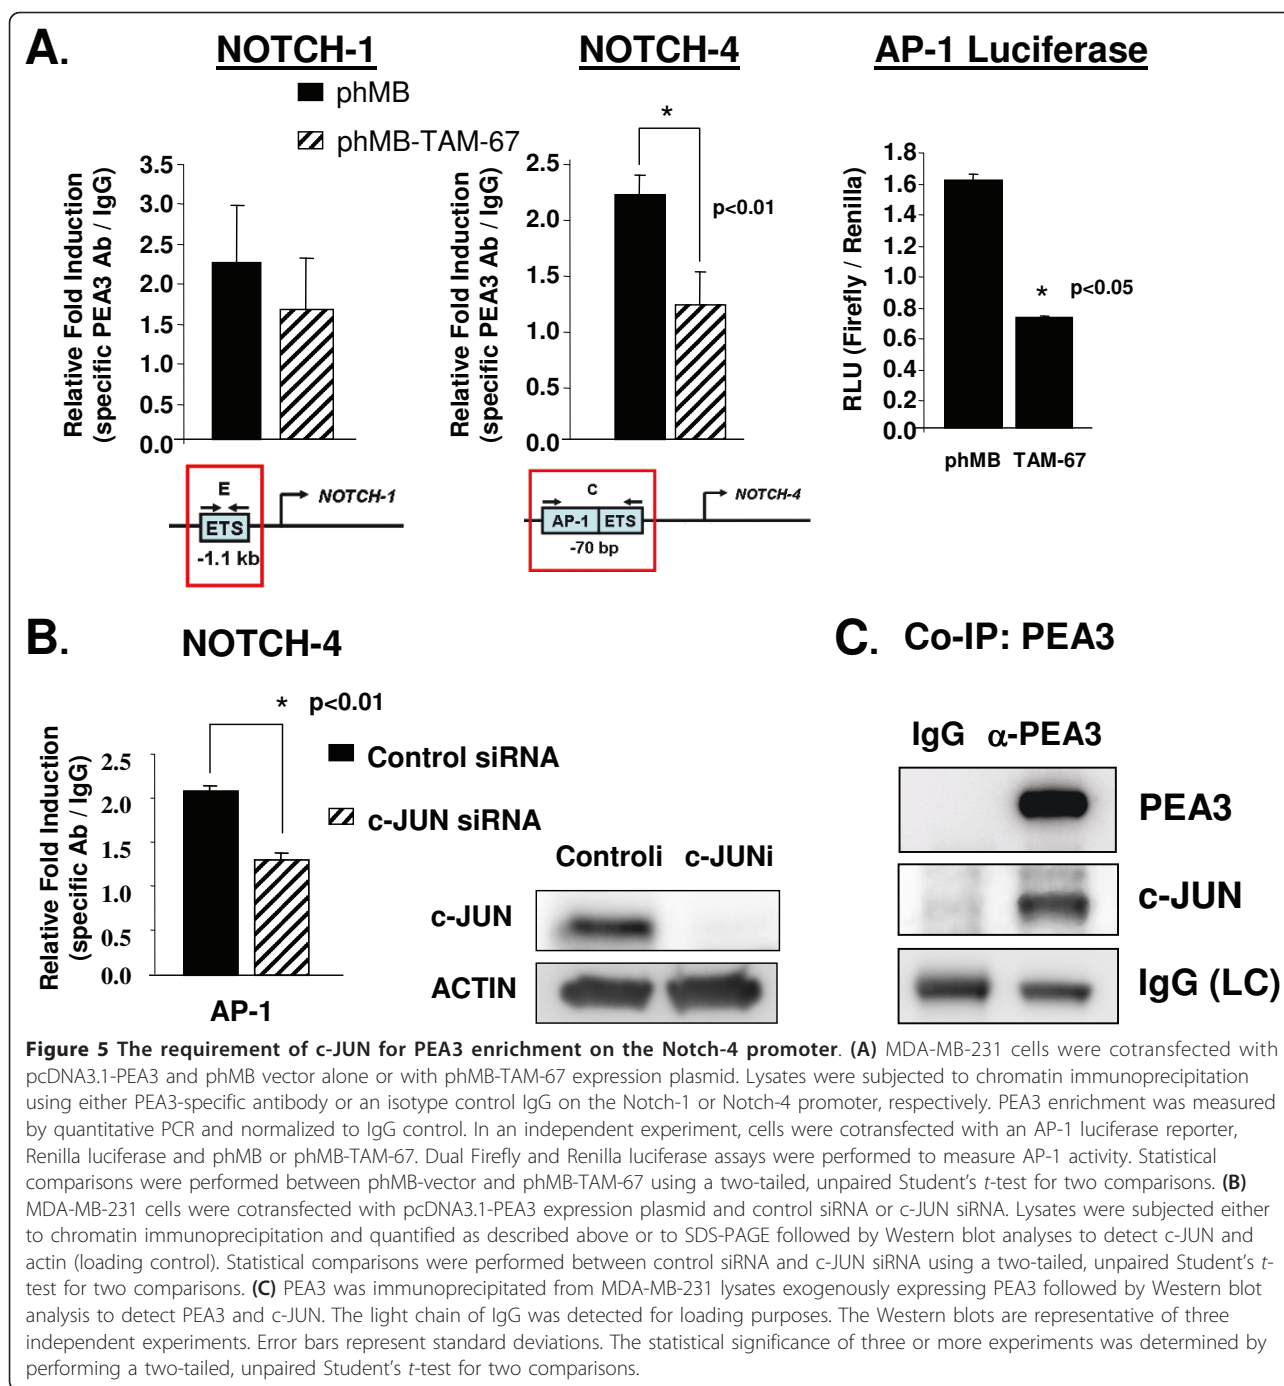 A.
NOTCH-1
phMB
phMB-TAM-67
Relative Fold Induction
(specific PEA3 Ab / IgG)
3.5
3.0
2.5
2.0
1.5
1.0
0.5
0.0
E
ETS
-1.1 kb
NOTCH-1
NOTCH-4
*
p<0.01
Relative Fold Induction
(specific PEA3 Ab / IgG)
2.5
2.0
1.5
1.0
0.5
0.0
C
AP-1 ETS
-70 bp
NOTCH-4
AP-1 Luciferase
RLU (Firefly / Renilla)
1.8
1.6
1.4
1.2
1.0
0.8
0.6
0.4
0.2
0.0
* p<0.05
phMB TAM-67
B.
NOTCH-4
* p<0.01
Relative Fold Induction
(specific Ab / IgG)
2.5
2.0
1.5
1.0
0.5
0.0
AP-1
Control siRNA
c-JUN siRNA
Controli c-JUNi
c-JUN
ACTIN
C. Co-IP: PEA3
IgG α-PEA3
PEA3
c-JUN
IgG (LC)
Figure 5 The requirement of c-JUN for PEA3 enrichment on the Notch-4 promoter. (A) MDA-MB-231 cells were cotransfected with
pcDNA3.1-PEA3 and phMB vector alone or with phMB-TAM-67 expression plasmid. Lysates were subjected to chromatin immunoprecipitation
using either PEA3-specific antibody or an isotype control IgG on the Notch-1 or Notch-4 promoter, respectively. PEA3 enrichment was measured
by quantitative PCR and normalized to IgG control. In an independent experiment, cells were cotransfected with an AP-1 luciferase reporter,
Renilla luciferase and phMB or phMB-TAM-67. Dual Firefly and Renilla luciferase assays were performed to measure AP-1 activity. Statistical
comparisons were performed between phMB-vector and phMB-TAM-67 using a two-tailed, unpaired Student's t-test for two comparisons. (B)
MDA-MB-231 cells were cotransfected with pcDNA3.1-PEA3 expression plasmid and control siRNA or c-JUN siRNA. Lysates were subjected either
to chromatin immunoprecipitation and quantified as described above or to SDS-PAGE followed by Western blot analyses to detect c-JUN and
actin (loading control). Statistical comparisons were performed between control siRNA and c-JUN siRNA using a two-tailed, unpaired Student's t-
test for two comparisons. (C) PEA3 was immunoprecipitated from MDA-MB-231 lysates exogenously expressing PEA3 followed by Western blot
analysis to detect PEA3 and c-JUN. The light chain of IgG was detected for loading purposes. The Western blots are representative of three
independent experiments. Error bars represent standard deviations. The statistical significance of three or more experiments was determined by
performing a two-tailed, unpaired Student's t-test for two comparisons.